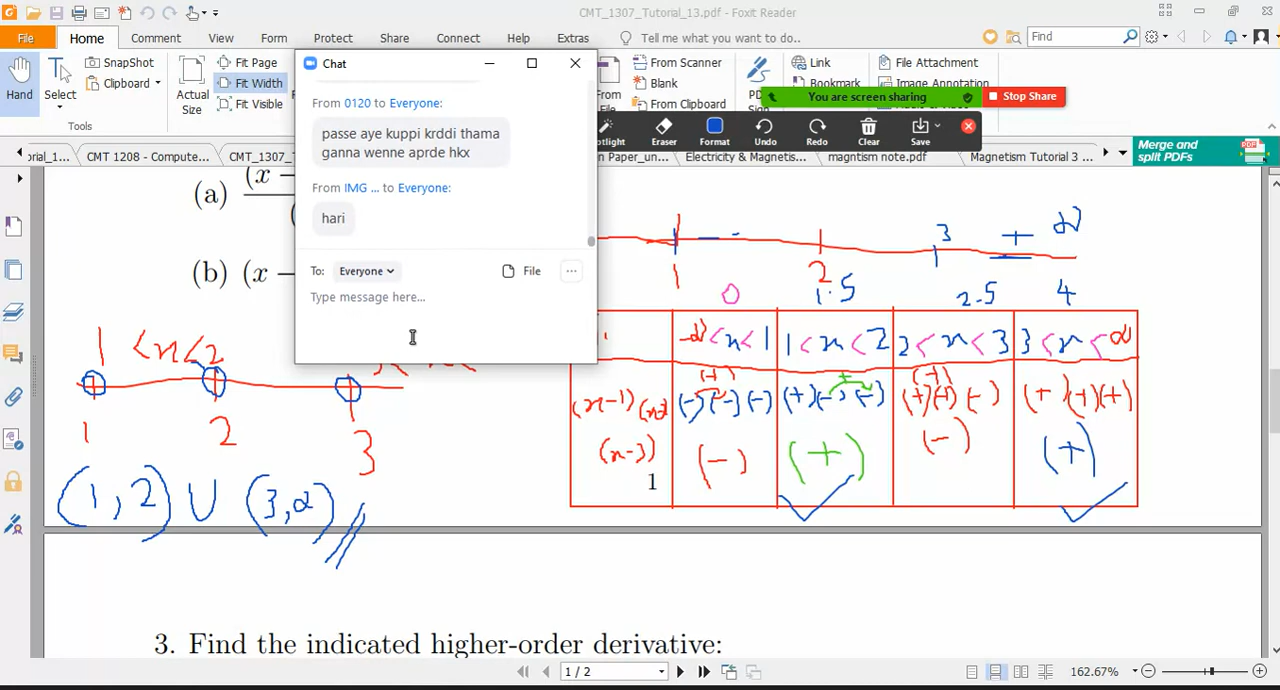 CMT_1307_Tutorial_13.pdf - Foxit Reader
File
Home
Comment
View
Form
Protect
Share
Connect
Help
Extras
Tell me what you want to do...
Find
Hand
Select
SnapShot
Clipboard
Actual
Size
Fit Page
Fit Width
Fit Visible
Tools
From
File
From Scanner
Blank
From Clipboard
Link
Bookmark
File Attachment
Image Annotation
You are screen sharing
Stop Share
Eraser
Format
Undo
Redo
Clear
Save
CMT 1208 - Compute...
Electricity & Magnetis...
magntism note.pdf
Magnetism Tutorial 3 ...
Merge and
split PDFs
Chat
From 0120 to Everyone:
passe aye kuppi krddi thama
ganna wenne aprde hkx
From IMG ... to Everyone:
hari
To: Everyone
File
...
Type message here...
(a) (x −
(b) (x −
1 < x < 2
1 2 3
(1, 2) ∪ (3, ∝)
− 3 + ∝
1 2
0 1.5 2.5 4
-∝ < x < 1 1 < x < 2 2 < x < 3 3 < x < ∝
(+) + (+)
(x-1) (x-2) (-) (-) (-) (+) (-) (-) (+) (+) (-) (+) (+) (+)
(x-3) (-) (+) (-) (+)
3. Find the indicated higher-order derivative:
1 / 2
162.67%